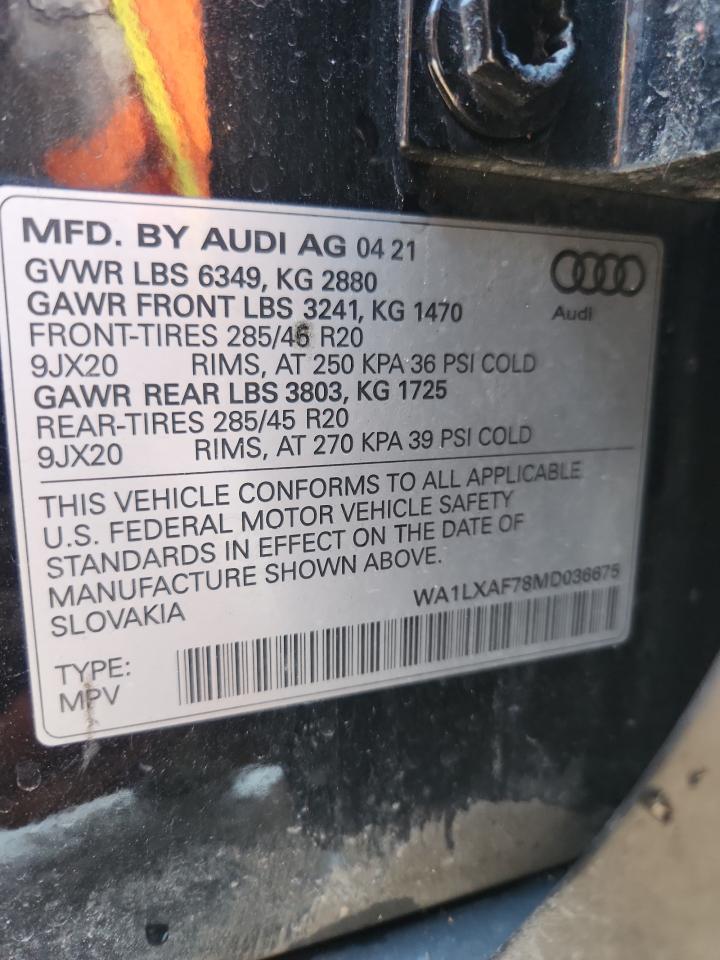 MFD. BY AUDI AG 04 21
GVWR LBS 6349, KG 2880
GAWR FRONT LBS 3241, KG 1470
FRONT-TIRES 285/45 R20
9JX20 RIMS, AT 250 KPA 36 PSI COLD
GAWR REAR LBS 3803, KG 1725
REAR-TIRES 285/45 R20
9JX20 RIMS, AT 270 KPA 39 PSI COLD
Audi
THIS VEHICLE CONFORMS TO ALL APPLICABLE
U.S. FEDERAL MOTOR VEHICLE SAFETY
STANDARDS IN EFFECT ON THE DATE OF
MANUFACTURE SHOWN ABOVE.
SLOVAKIA
WA1LXAF78MD036675
TYPE:
MPV